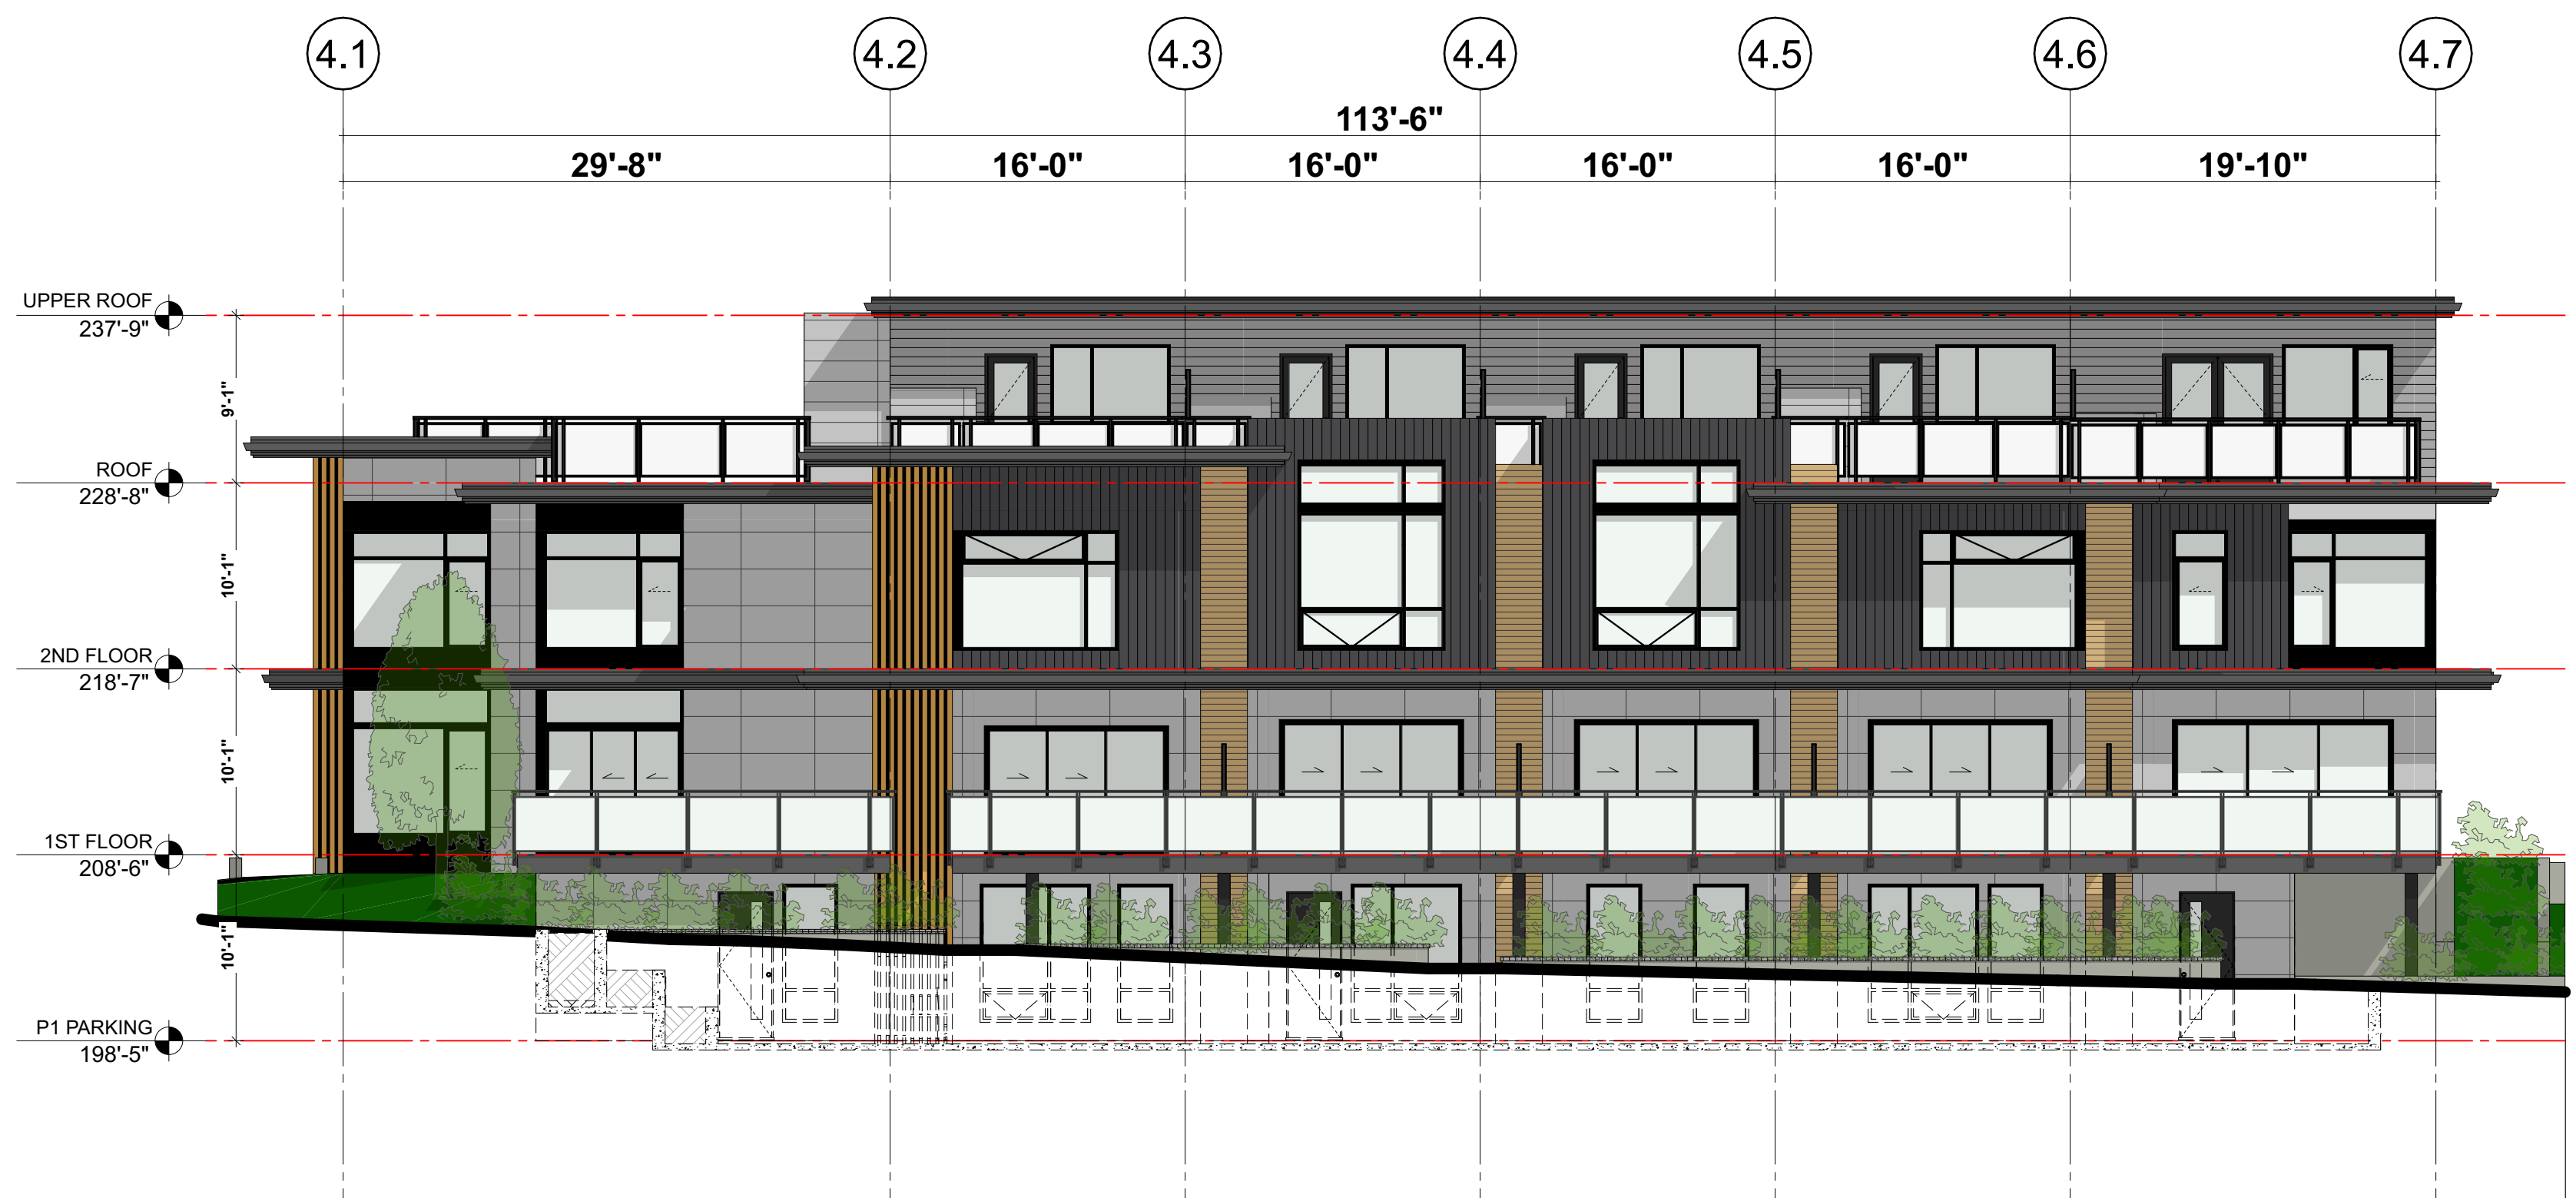 4.1 4.2 4.3 4.4 4.5 4.6 4.7
113'-6"
29'-8" 16'-0" 16'-0" 16'-0" 16'-0" 19'-10"
UPPER ROOF
237'-9"
9'-1"
ROOF
228'-8"
10'-1"
2ND FLOOR
218'-7"
10'-1"
1ST FLOOR
208'-6"
10'-1"
P1 PARKING
198'-5"